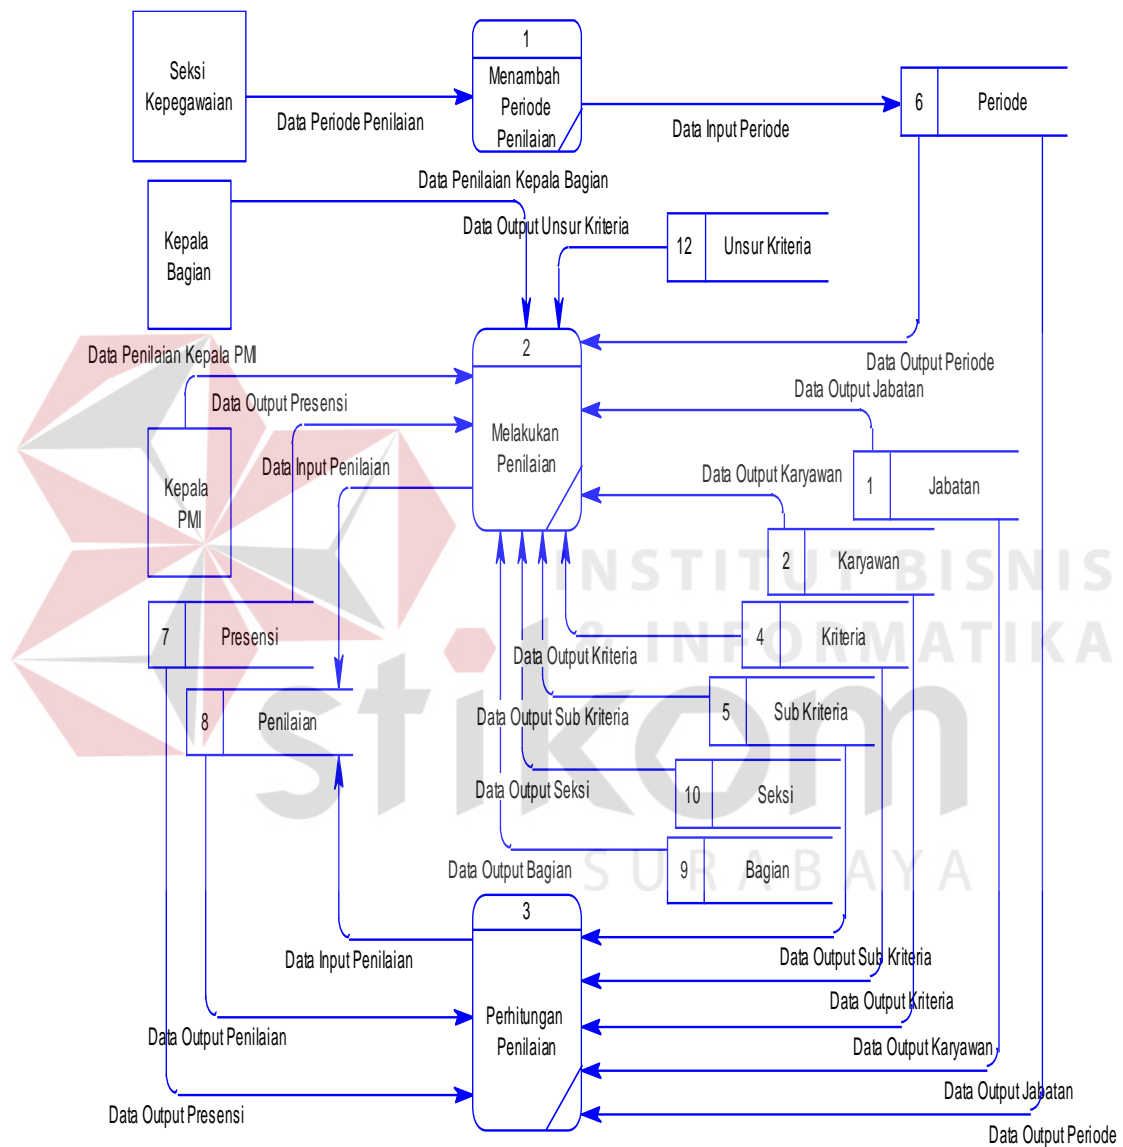 1
Seksi
Kepegawaian
Menambah
Periode
Penilaian
6
Periode
Data Periode Penilaian
Data Input Periode
Data Penilaian Kepala Bagian
Data Output Unsur Kriteria
Kepala
Bagian
12
Unsur Kriteria
Data Penilaian Kepala PMI
2
Data Output Periode
Data Output Jabatan
Data Output Presensi
Melakukan
Penilaian
Data Input Penilaian
Data Output Karyawan
1
Jabatan
Kepala
PMI
2
Karyawan
INSTITUT BISNIS
& INFORMATIKA
7
Presensi
4
Kriteria
Data Output Kriteria
stikom
8
Penilaian
Data Output Sub Kriteria
5
Sub Kriteria
Data Output Seksi
10
Seksi
Data Output Bagian
9
Bagian
SURABAYA
3
Data Input Penilaian
Data Output Sub Kriteria
Data Output Kriteria
Perhitungan
Penilaian
Data Output Penilaian
Data Output Karyawan
Data Output Jabatan
Data Output Presensi
Data Output Periode